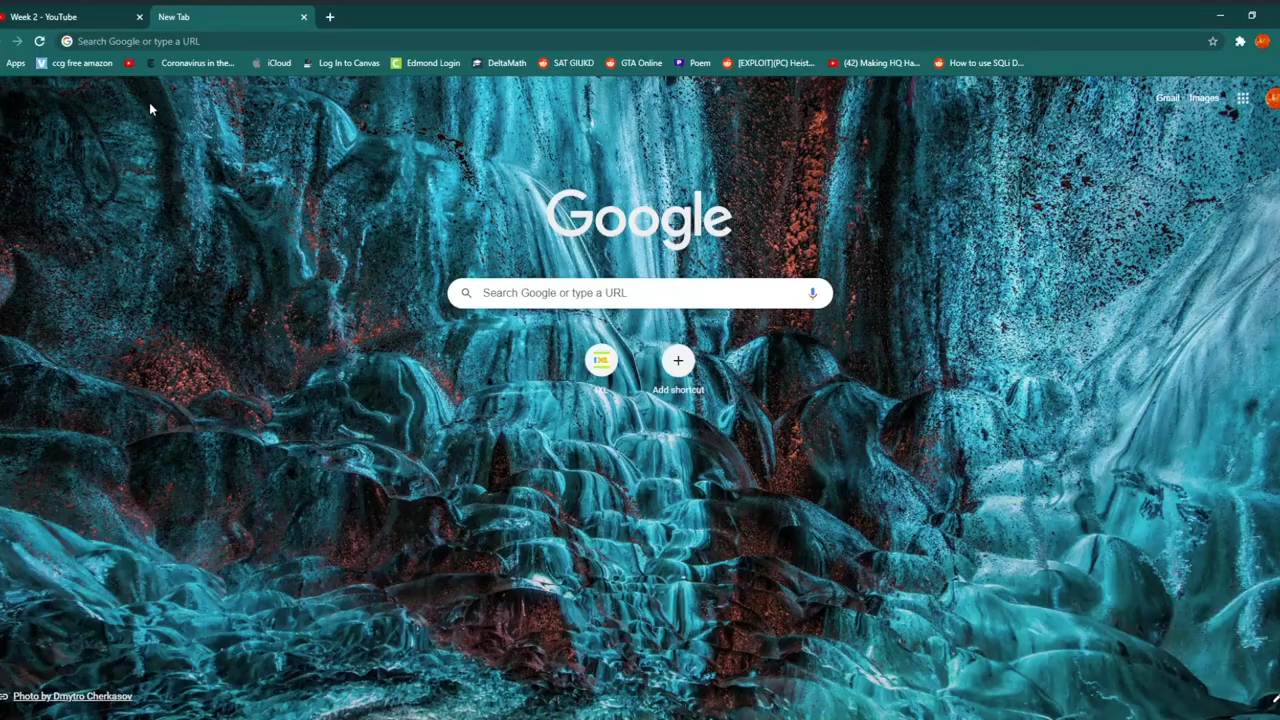 Week 2 - YouTube
New Tab
Search Google or type a URL
Apps
ccg free amazon
Coronavirus in the...
iCloud
Log In to Canvas
Edmond Login
DeltaMath
SAT GIUKD
GTA Online
Poem
[EXPLOIT](PC) Heist...
(42) Making HQ Ha...
How to use SQLi D...
Gmail
Images
Google
Search Google or type a URL
IXL
IXL
Add shortcut
Photo by Dmytro Cherkasov